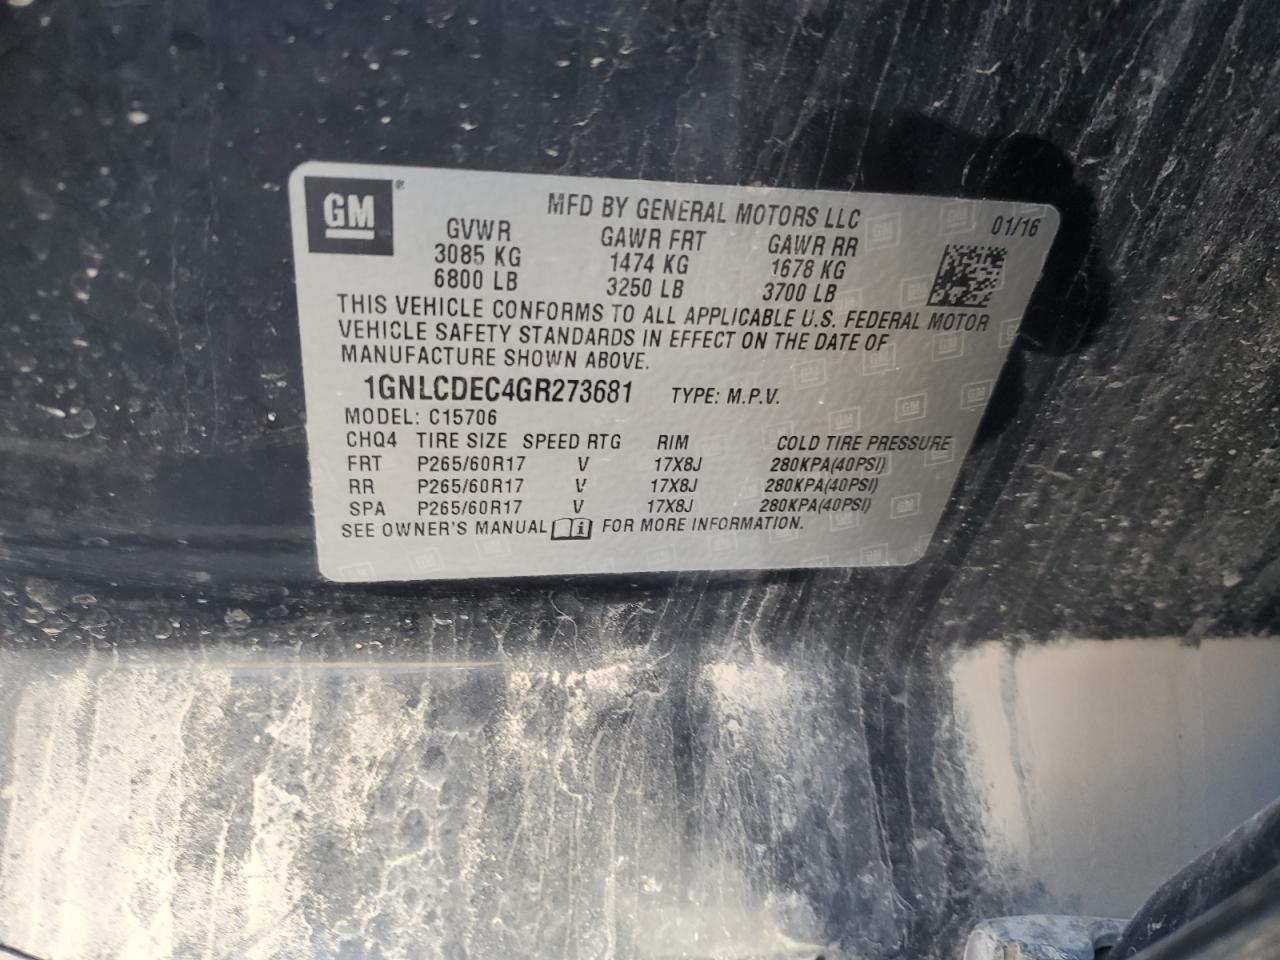 GM®
MFD BY GENERAL MOTORS LLC
01/16
GVWR GAWR FRT GAWR RR
3085 KG 1474 KG 1678 KG
6800 LB 3250 LB 3700 LB
THIS VEHICLE CONFORMS TO ALL APPLICABLE U.S. FEDERAL MOTOR
VEHICLE SAFETY STANDARDS IN EFFECT ON THE DATE OF
MANUFACTURE SHOWN ABOVE.
1GNLCDEC4GR273681 TYPE: M.P.V.
MODEL: C15706
CHQ4 TIRE SIZE SPEED RTG RIM COLD TIRE PRESSURE
FRT P265/60R17 V 17X8J 280KPA(40PSI)
RR P265/60R17 V 17X8J 280KPA(40PSI)
SPA P265/60R17 V 17X8J 280KPA(40PSI)
SEE OWNER'S MANUAL i FOR MORE INFORMATION.